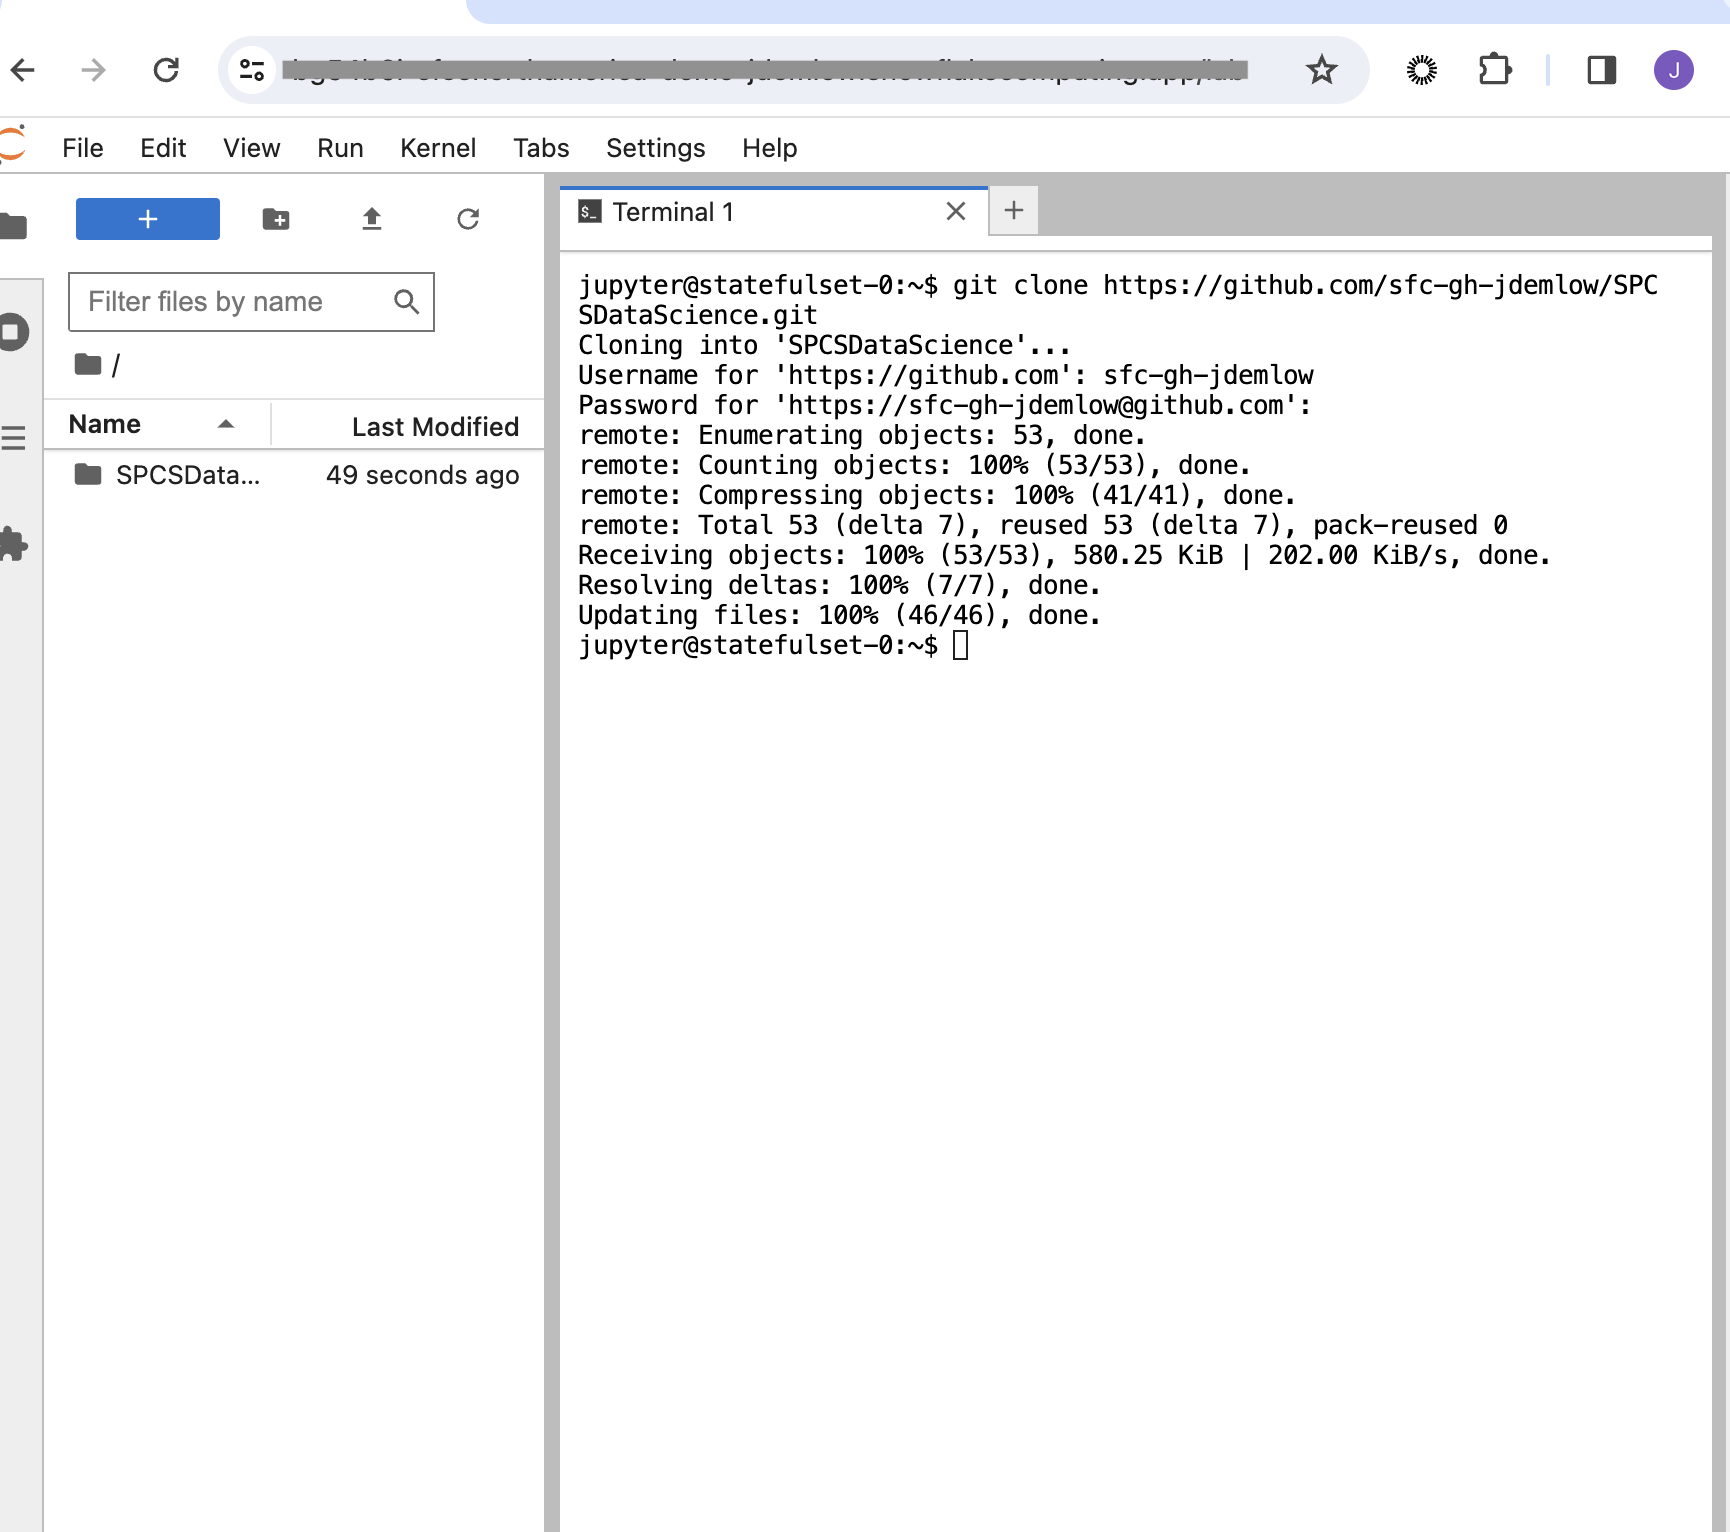 J
File Edit View Run Kernel Tabs Settings Help
Terminal 1
Filter files by name
/
Name Last Modified
SPCSData... 49 seconds ago
jupyter@statefulset-0:~$ git clone https://github.com/sfc-gh-jdemlow/SPC
SDataScience.git
Cloning into 'SPCSDataScience'...
Username for 'https://github.com': sfc-gh-jdemlow
Password for 'https://sfc-gh-jdemlow@github.com':
remote: Enumerating objects: 53, done.
remote: Counting objects: 100% (53/53), done.
remote: Compressing objects: 100% (41/41), done.
remote: Total 53 (delta 7), reused 53 (delta 7), pack-reused 0
Receiving objects: 100% (53/53), 580.25 KiB | 202.00 KiB/s, done.
Resolving deltas: 100% (7/7), done.
Updating files: 100% (46/46), done.
jupyter@statefulset-0:~$